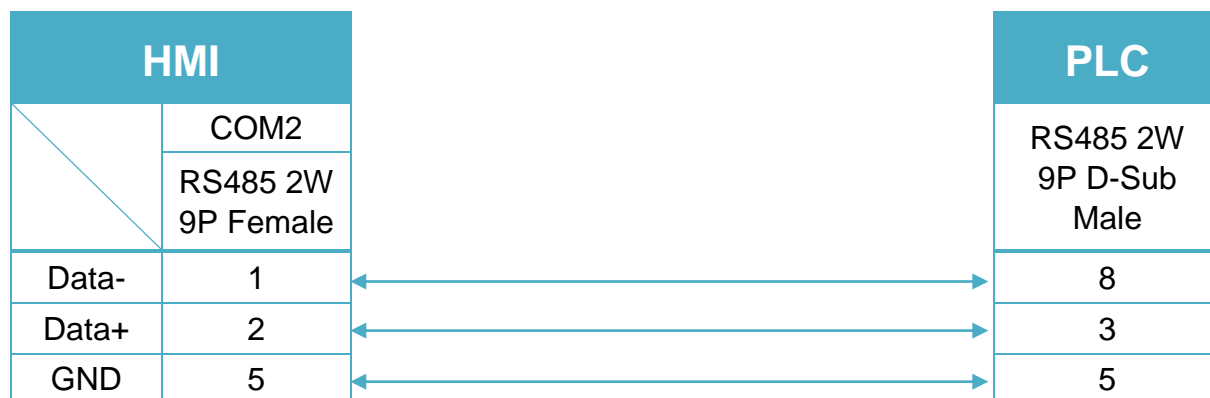 HMI
PLC
COM2
RS485 2W
9P Female
RS485 2W
9P D-Sub
Male
Data-
1
8
Data+
2
3
GND
5
5